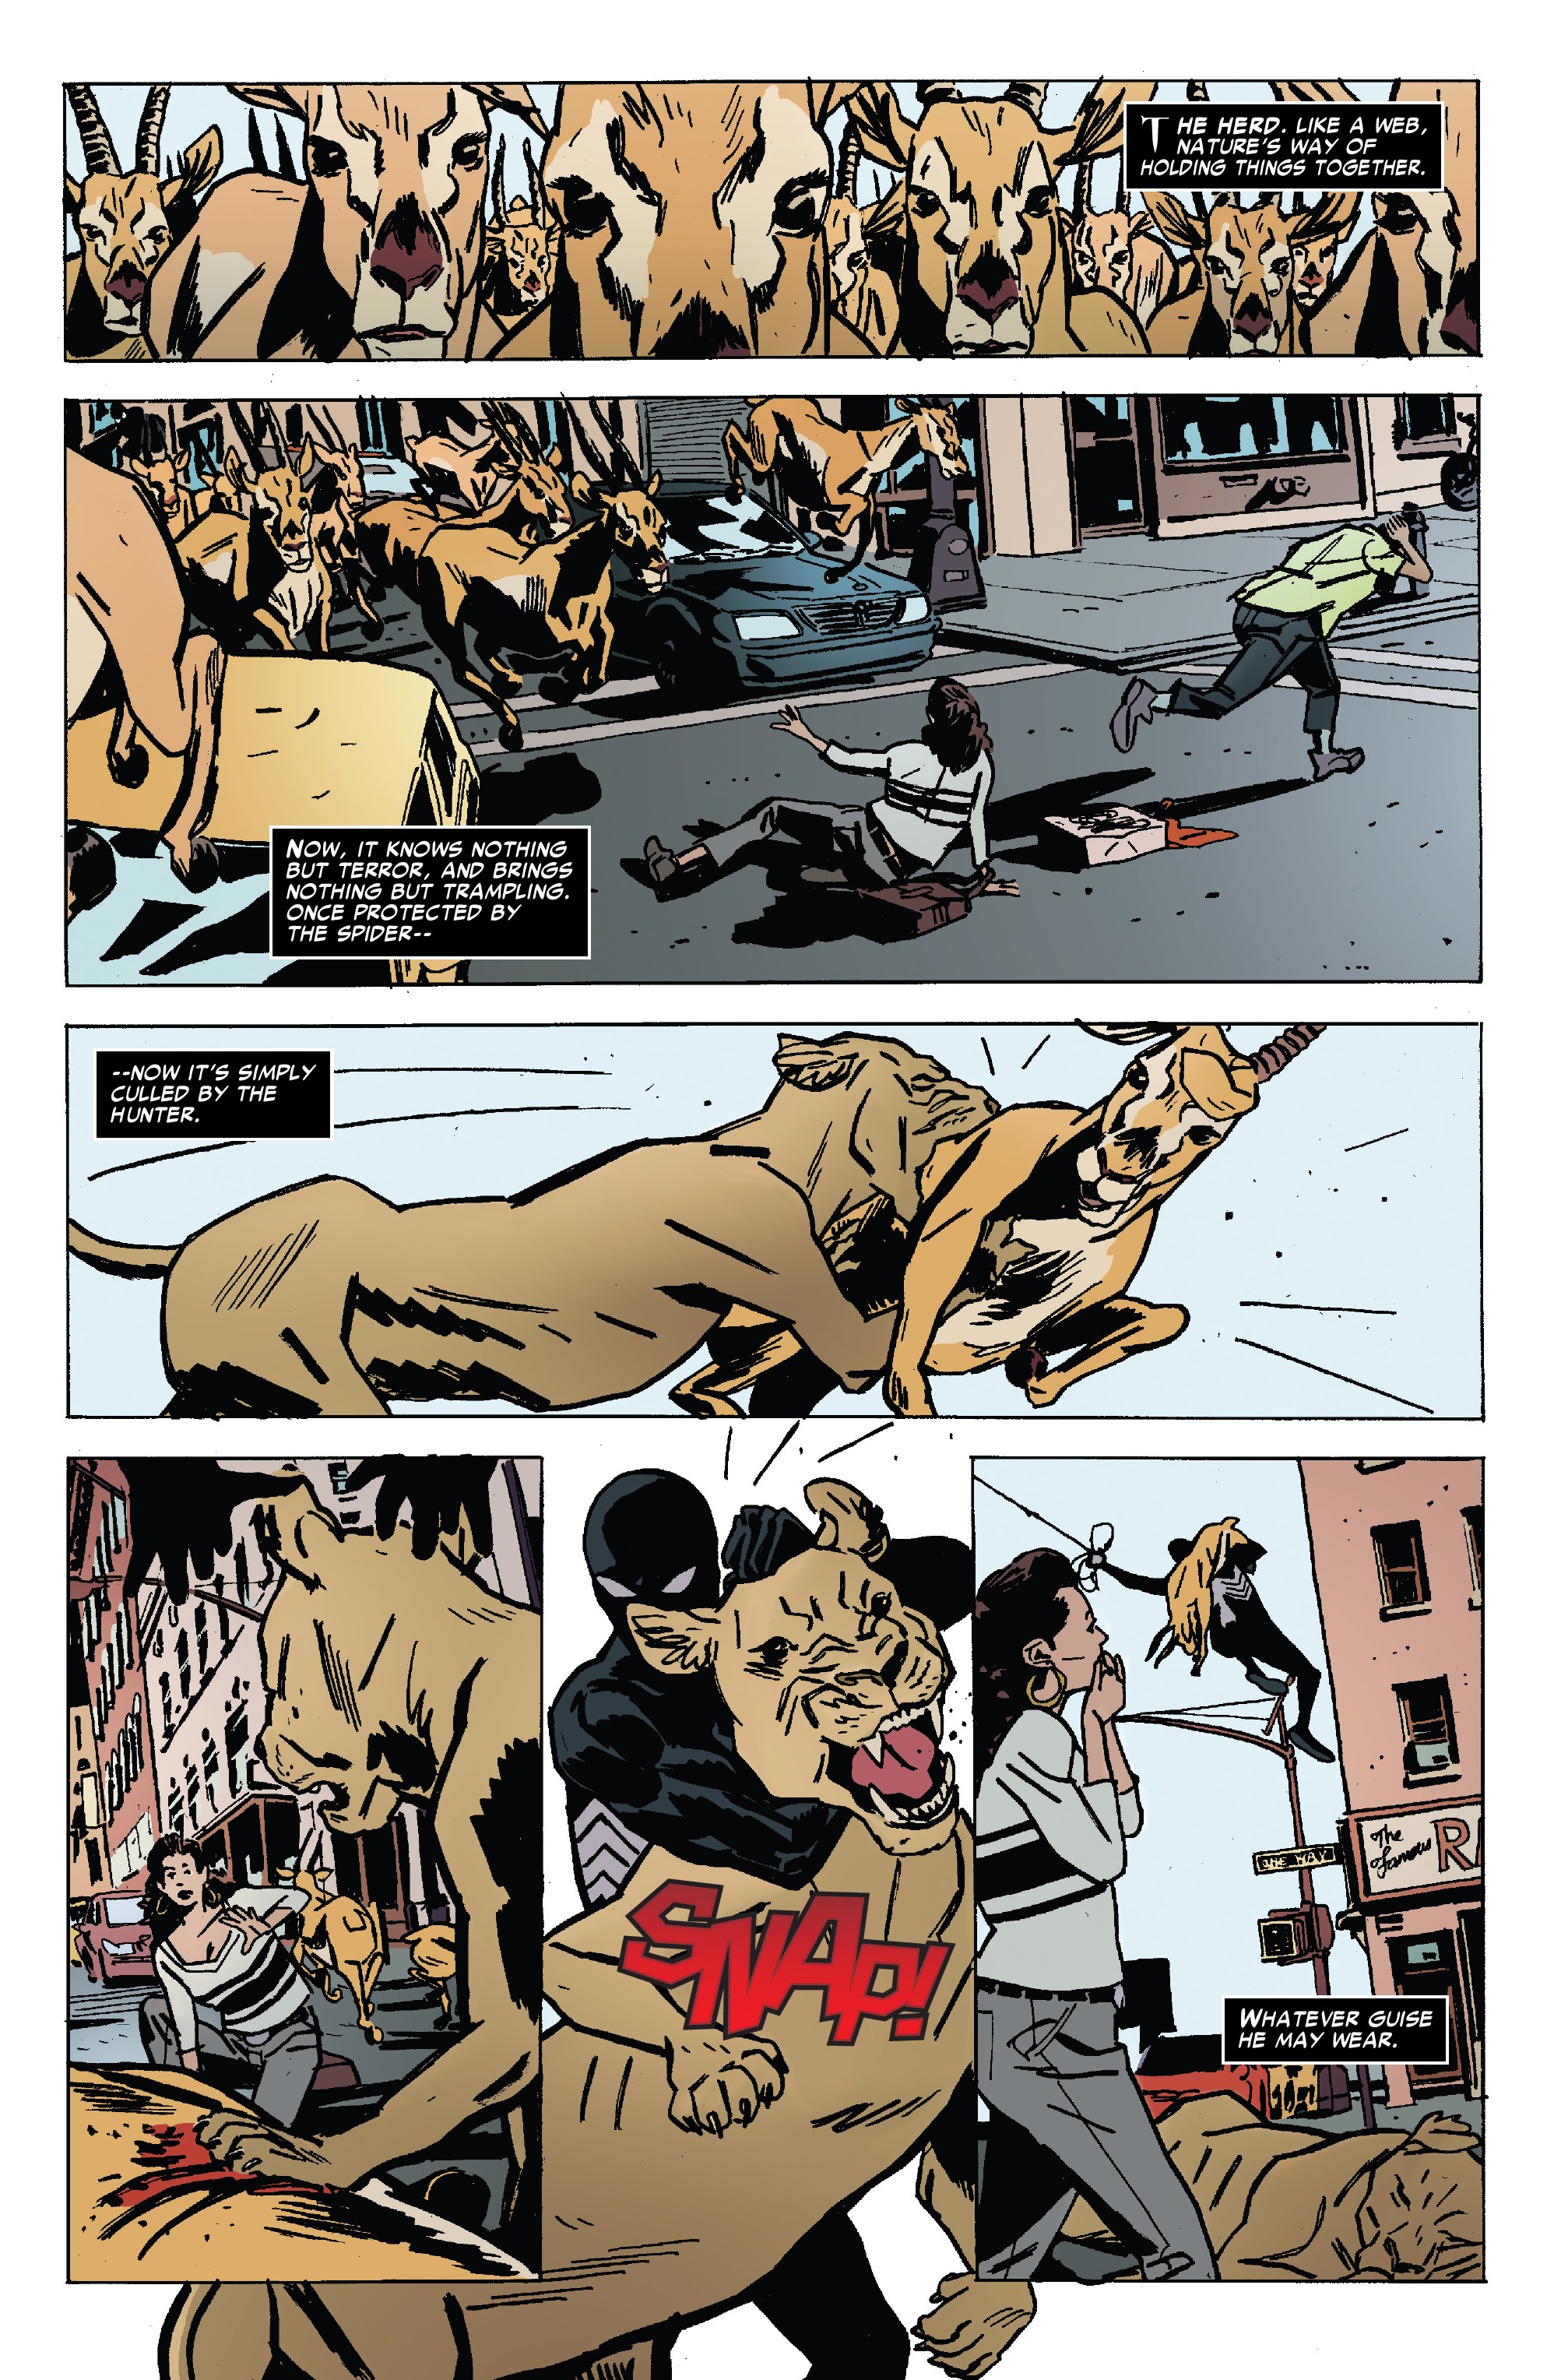 THE HERD. LIKE A WEB,
NATURE'S WAY OF
HOLDING THINGS TOGETHER.
NOW, IT KNOWS NOTHING
BUT TERROR, AND BRINGS
NOTHING BUT TRAMPLING.
ONCE PROTECTED BY
THE SPIDER--
--NOW IT'S SIMPLY
CULLED BY THE
HUNTER.
SNAP!
The
famous
RA
ONE WAY
WHATEVER GUISE
HE MAY WEAR.